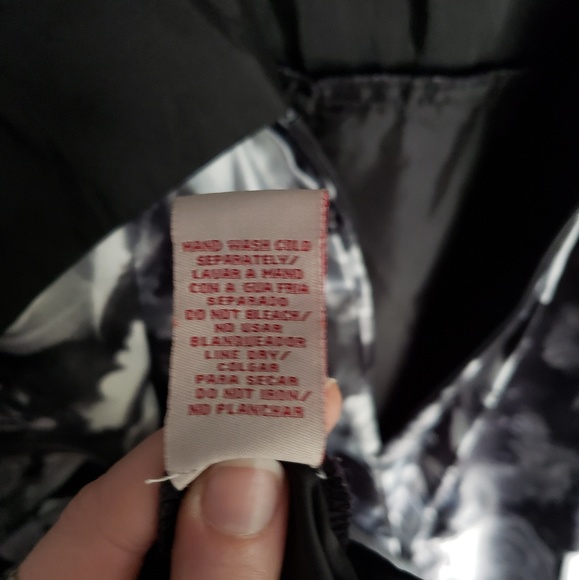 HAND WASH COLD
SEPARATELY/
LAVAR A MANO
CON A GUA FRIA
SEPARADO
DO NOT BLEACH/
NO USAR
BLANQUEADOR
LINE DRY/
COLGAR
PARA SECAR
DO NOT IRON/
NO PLANCHAR